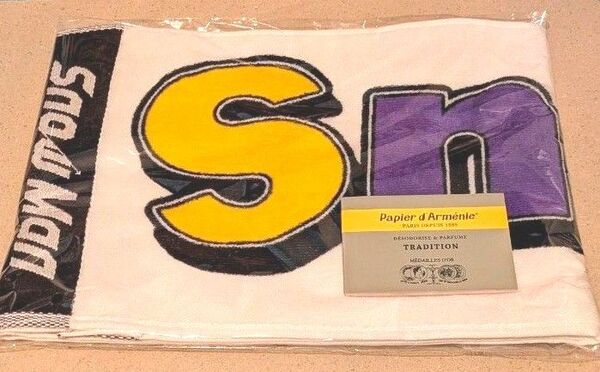 Snow Man
Sn
Papier d'Arménie®
PARIS DEPUIS 1885
DÉSODORISE & PARFUME
TRADITION
MÉDAILLES D'OR